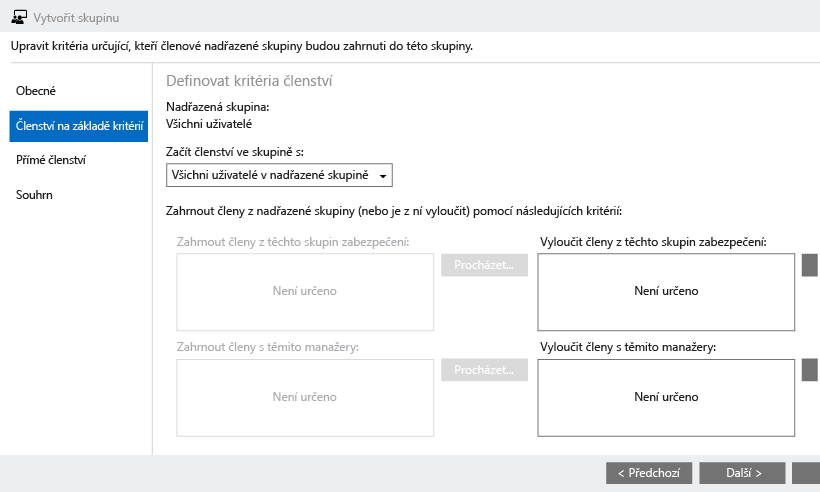 Vytvořit skupinu
Upravit kritéria určující, kteří členové nadřazené skupiny budou zahrnuti do této skupiny.
Obecné
Členství na základě kritérií
Přímé členství
Souhrn
Definovat kritéria členství
Nadřazená skupina:
Všichni uživatelé
Začít členství ve skupině s:
Všichni uživatelé v nadřazené skupině
Zahrnout členy z nadřazené skupiny (nebo je z ní vyloučit) pomocí následujících kritérií:
Zahrnout členy z těchto skupin zabezpečení:
Není určeno
Procházet...
Vyloučit členy z těchto skupin zabezpečení:
Není určeno
Zahrnout členy s těmito manažery:
Není určeno
Procházet...
Vyloučit členy s těmito manažery:
Není určeno
< Předchozí
Další >